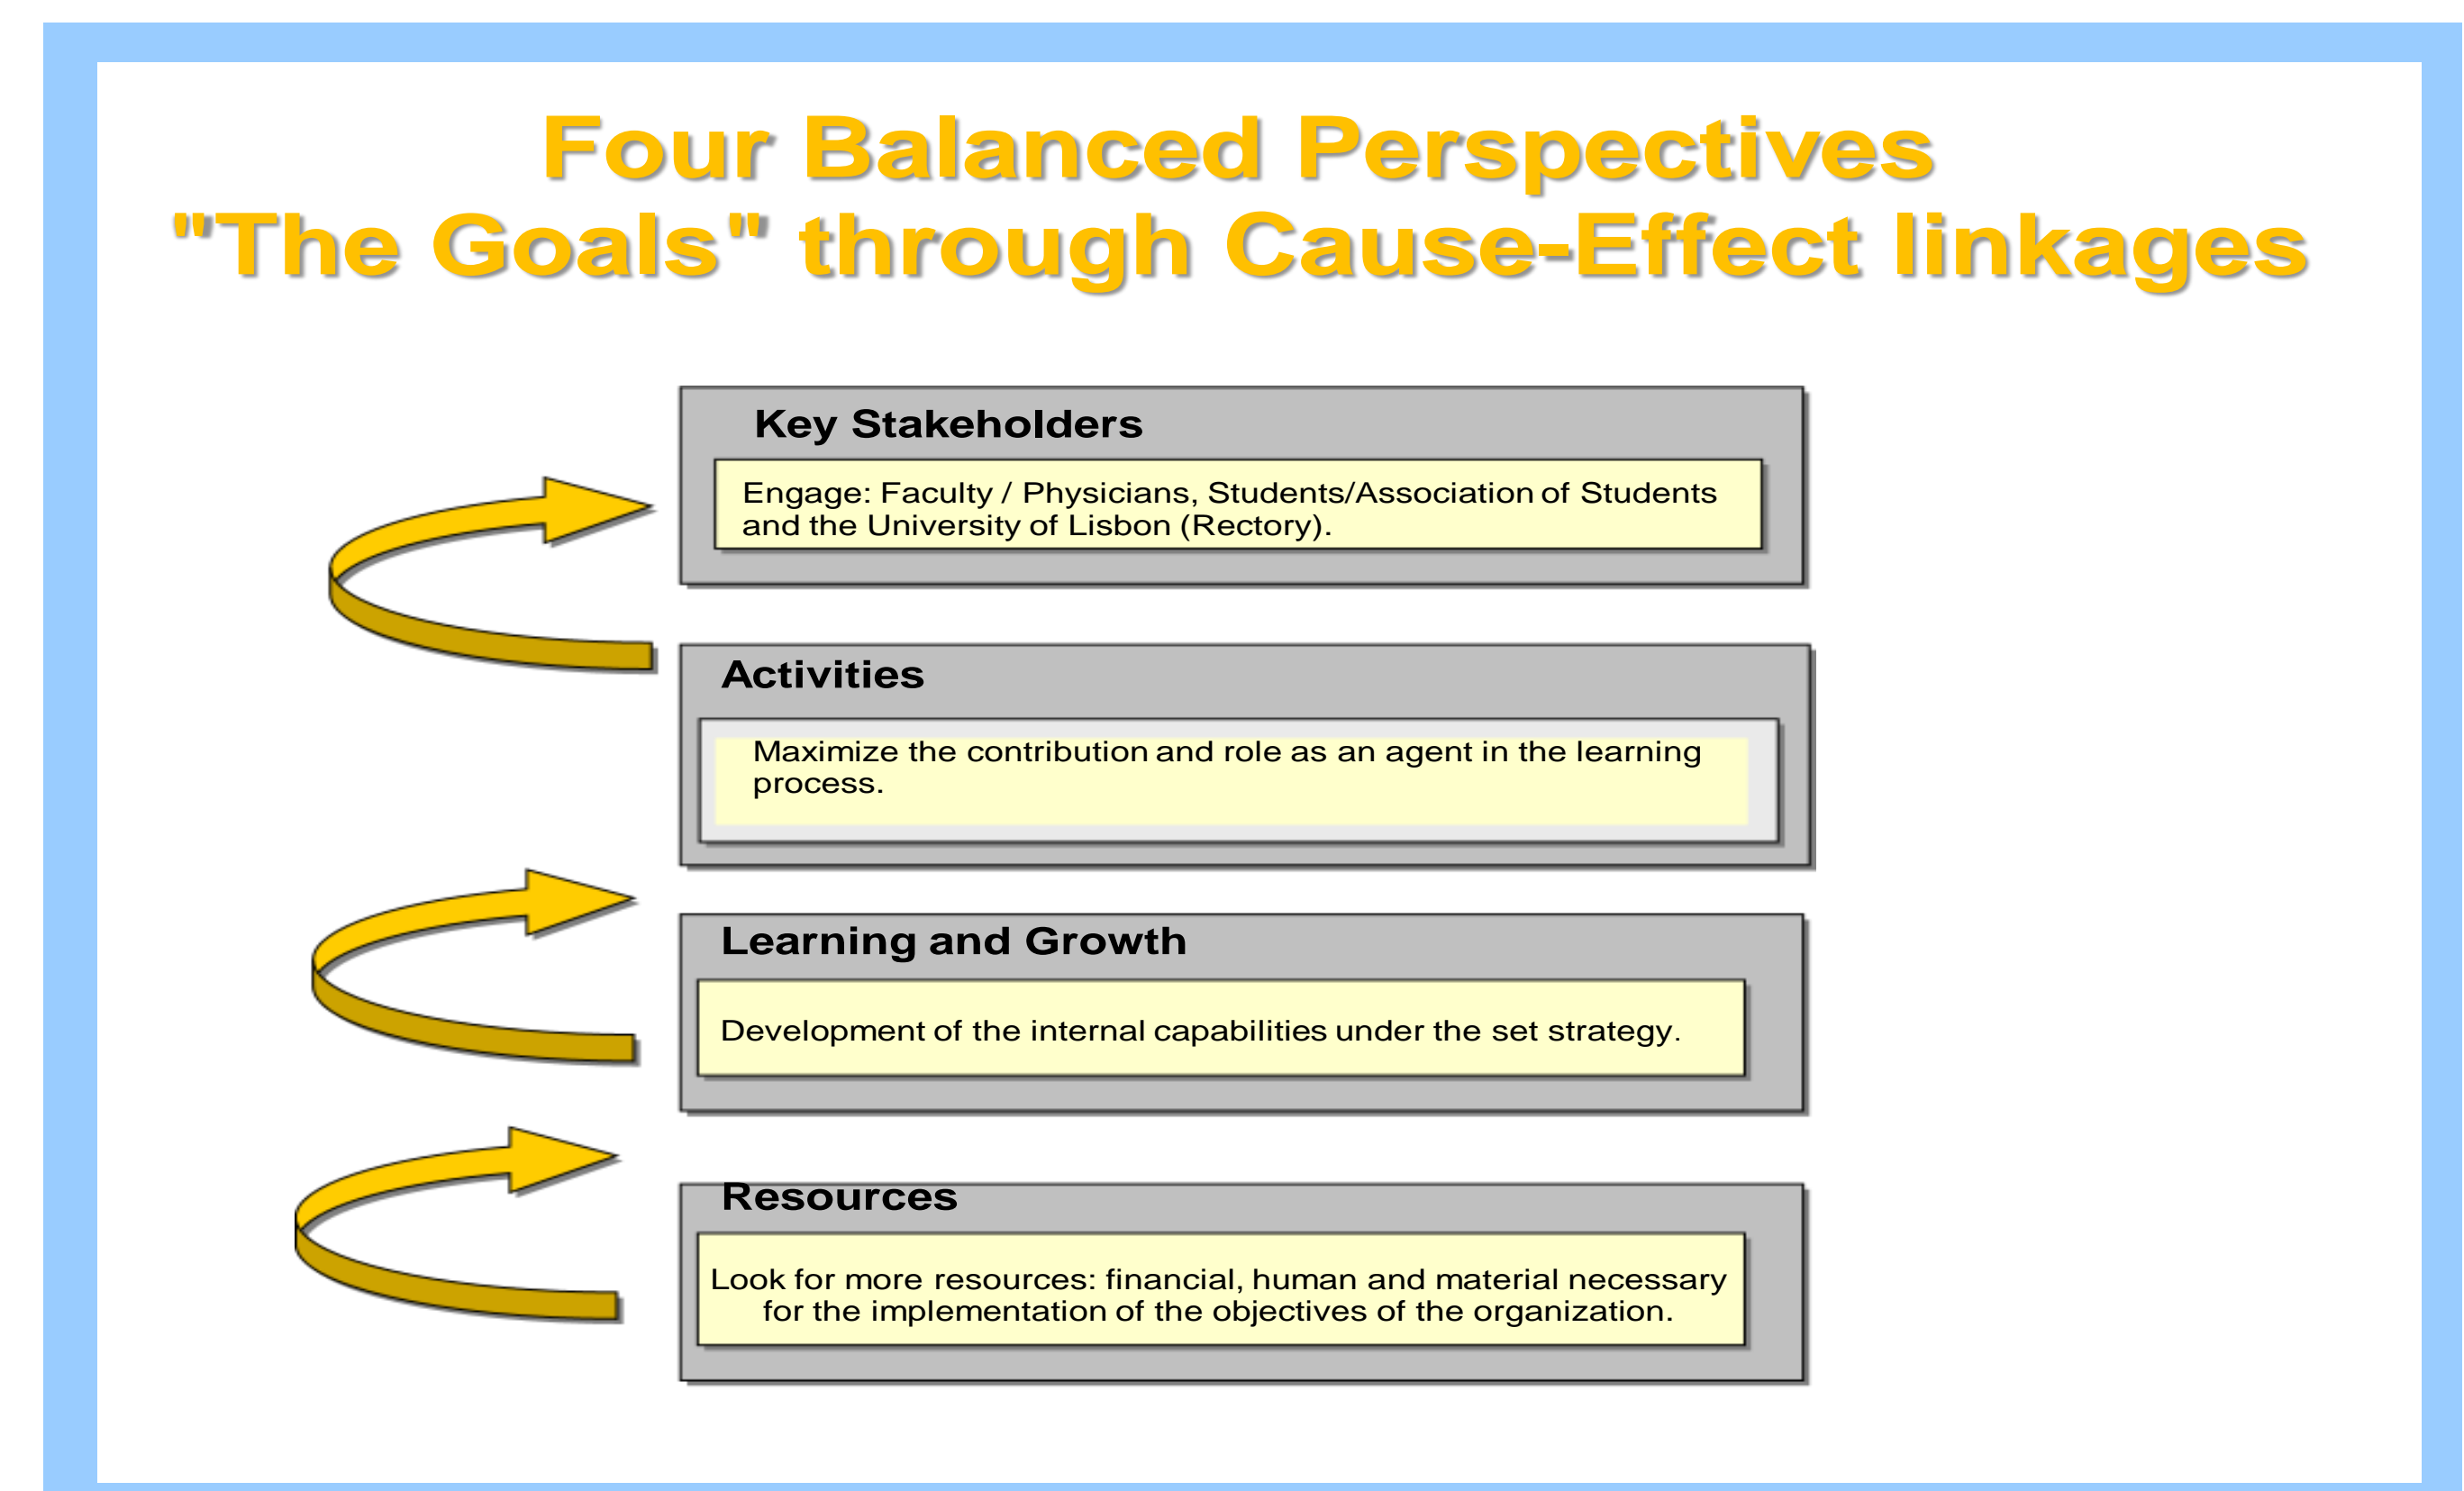 Four Balanced Perspectives
"The Goals" through Cause-Effect linkages
Key Stakeholders
Engage: Faculty / Physicians, Students/Association of Students
and the University of Lisbon (Rectory).
Activities
Maximize the contribution and role as an agent in the learning
process.
Learning and Growth
Development of the internal capabilities under the set strategy.
Resources
Look for more resources: financial, human and material necessary
for the implementation of the objectives of the organization.